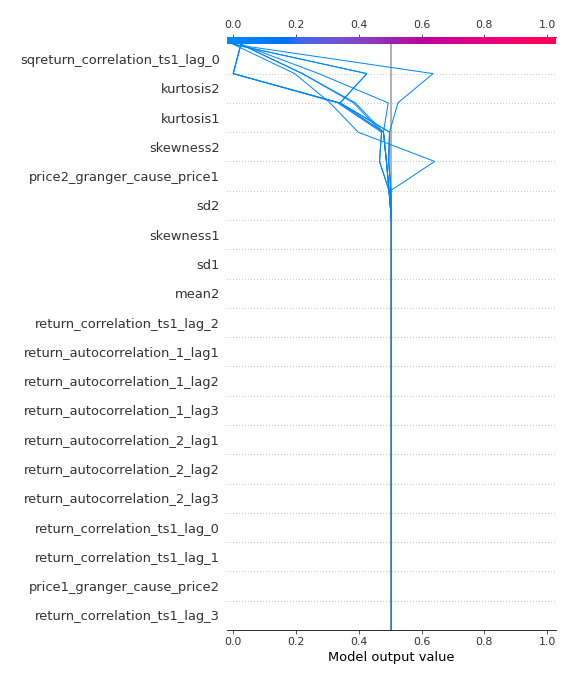 0.0 0.2 0.4 0.6 0.8 1.0
sqreturn_correlation_ts1_lag_0
kurtosis2
kurtosis1
skewness2
price2_granger_cause_price1
sd2
skewness1
sd1
mean2
return_correlation_ts1_lag_2
return_autocorrelation_1_lag1
return_autocorrelation_1_lag2
return_autocorrelation_1_lag3
return_autocorrelation_2_lag1
return_autocorrelation_2_lag2
return_autocorrelation_2_lag3
return_correlation_ts1_lag_0
return_correlation_ts1_lag_1
price1_granger_cause_price2
return_correlation_ts1_lag_3
0.0 0.2 0.4 0.6 0.8 1.0
Model output value